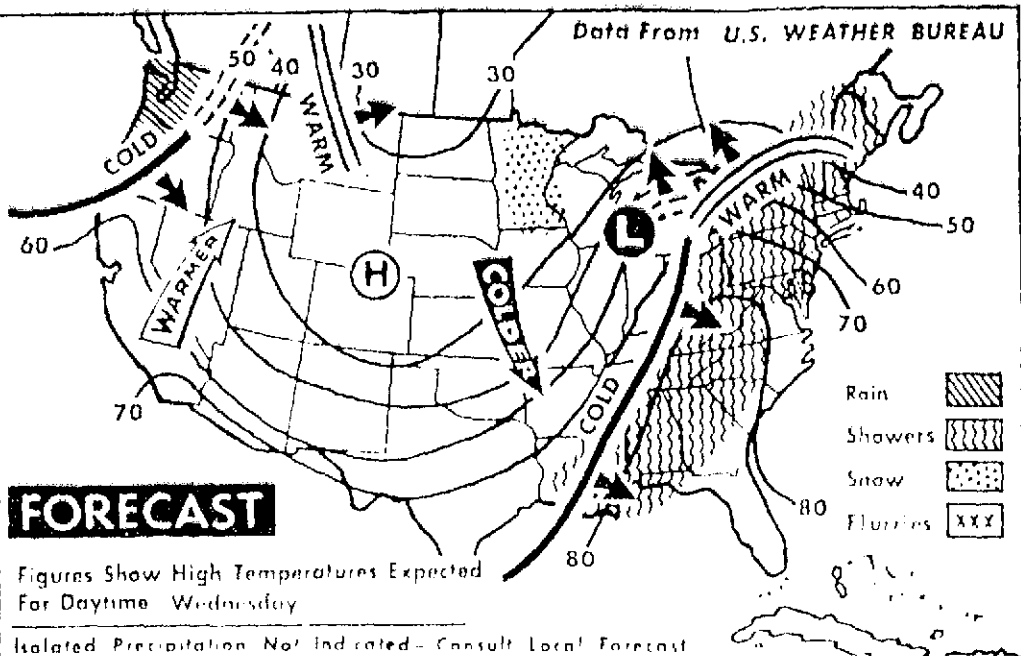 Data From U.S. WEATHER BUREAU
50
40
30
30
COLD
WARM
60
WARMER
H
COLDER
L
WARM
40
50
60
70
70
COLD
80
80
Rain
Showers
Snow
Flurries xxx
FORECAST
Figures Show High Temperatures Expected
For Daytime Wednesday
Isolated Precipitation Not Indicated - Consult Local Forecast